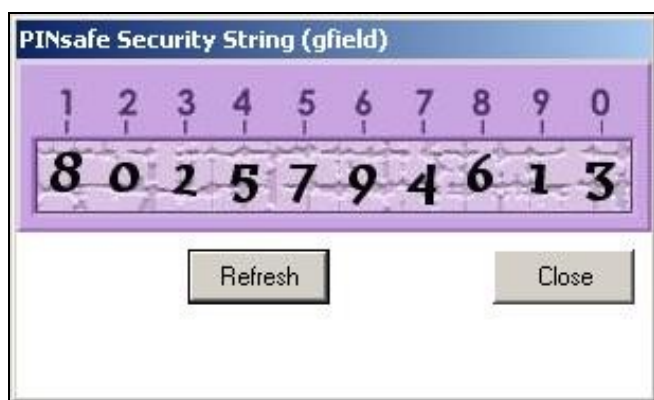 PINsafe Security String (gfield)
1 2 3 4 5 6 7 8 9 0
8 0 2 5 7 9 4 6 1 3
Refresh Close